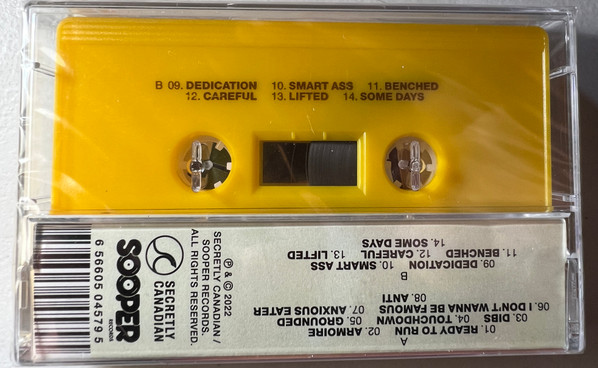 B 09. DEDICATION 10. SMART ASS 11. BENCHED
12. CAREFUL 13. LIFTED 14. SOME DAYS
A
01. READY TO RUN 02. ARMOIRE
03. DIBS 04. TOUCHDOWN 05. GROUNDED
06. I DON'T WANNA BE FAMOUS 07. ANXIOUS EATER
08. ANTI
B
09. DEDICATION 10. SMART ASS
11. BENCHED 12. CAREFUL 13. LIFTED
14. SOME DAYS
℗ & © 2022
SECRETLY CANADIAN /
SOOPER RECORDS.
ALL RIGHTS RESERVED.
SC
SECRETLY
CANADIAN
SOOPER
RECORDS
6 56605 04579 5